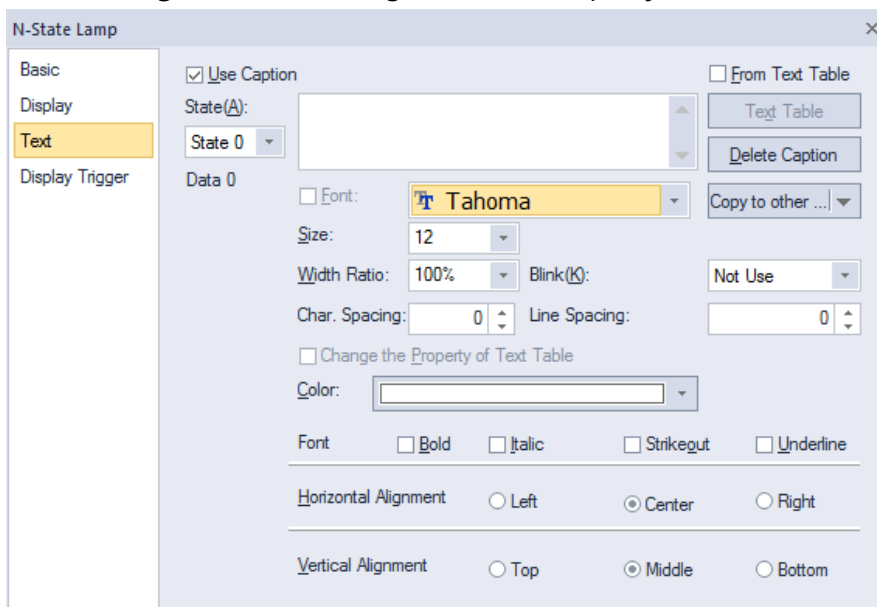 N-State Lamp
Basic
Display
Text
Display Trigger
Use Caption
From Text Table
State(A):
State 0
Data 0
Text Table
Delete Caption
Copy to other ...
Font:
Tahoma
Size:
12
Width Ratio:
100%
Blink(K):
Not Use
Char. Spacing:
0
Line Spacing:
0
Change the Property of Text Table
Color:
Font
Bold
Italic
Strikeout
Underline
Horizontal Alignment
Left
Center
Right
Vertical Alignment
Top
Middle
Bottom